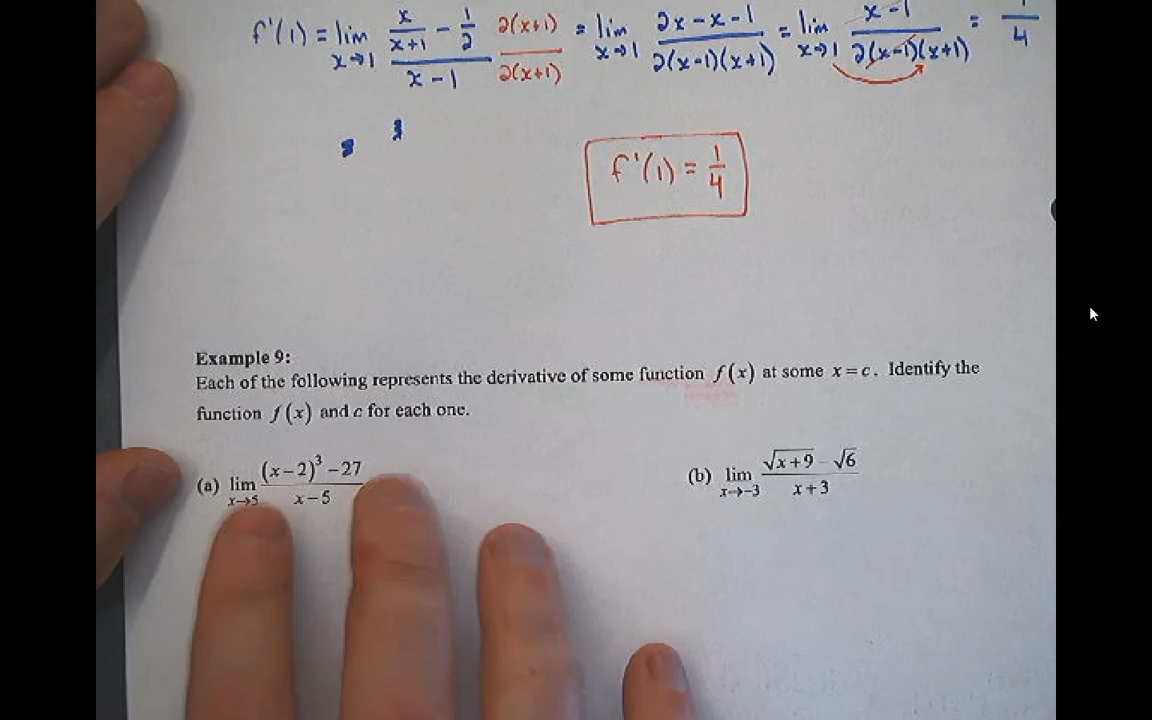 f'(1) = lim x→1 (x/(x+1) - 1/2)/(x-1) 2(x+1)/2(x+1) = lim x→1 (2x-x-1)/(2(x-1)(x+1)) = lim x→1 (x-1)/(2(x-1)(x+1)) = 1/4
f'(1) = 1/4
Example 9:
Each of the following represents the derivative of some function f(x) at some x=c. Identify the
function f(x) and c for each one.
(a) lim x→5 ((x-2)³-27)/(x-5)
(b) lim x→-3 (√(x+9)-√6)/(x+3)